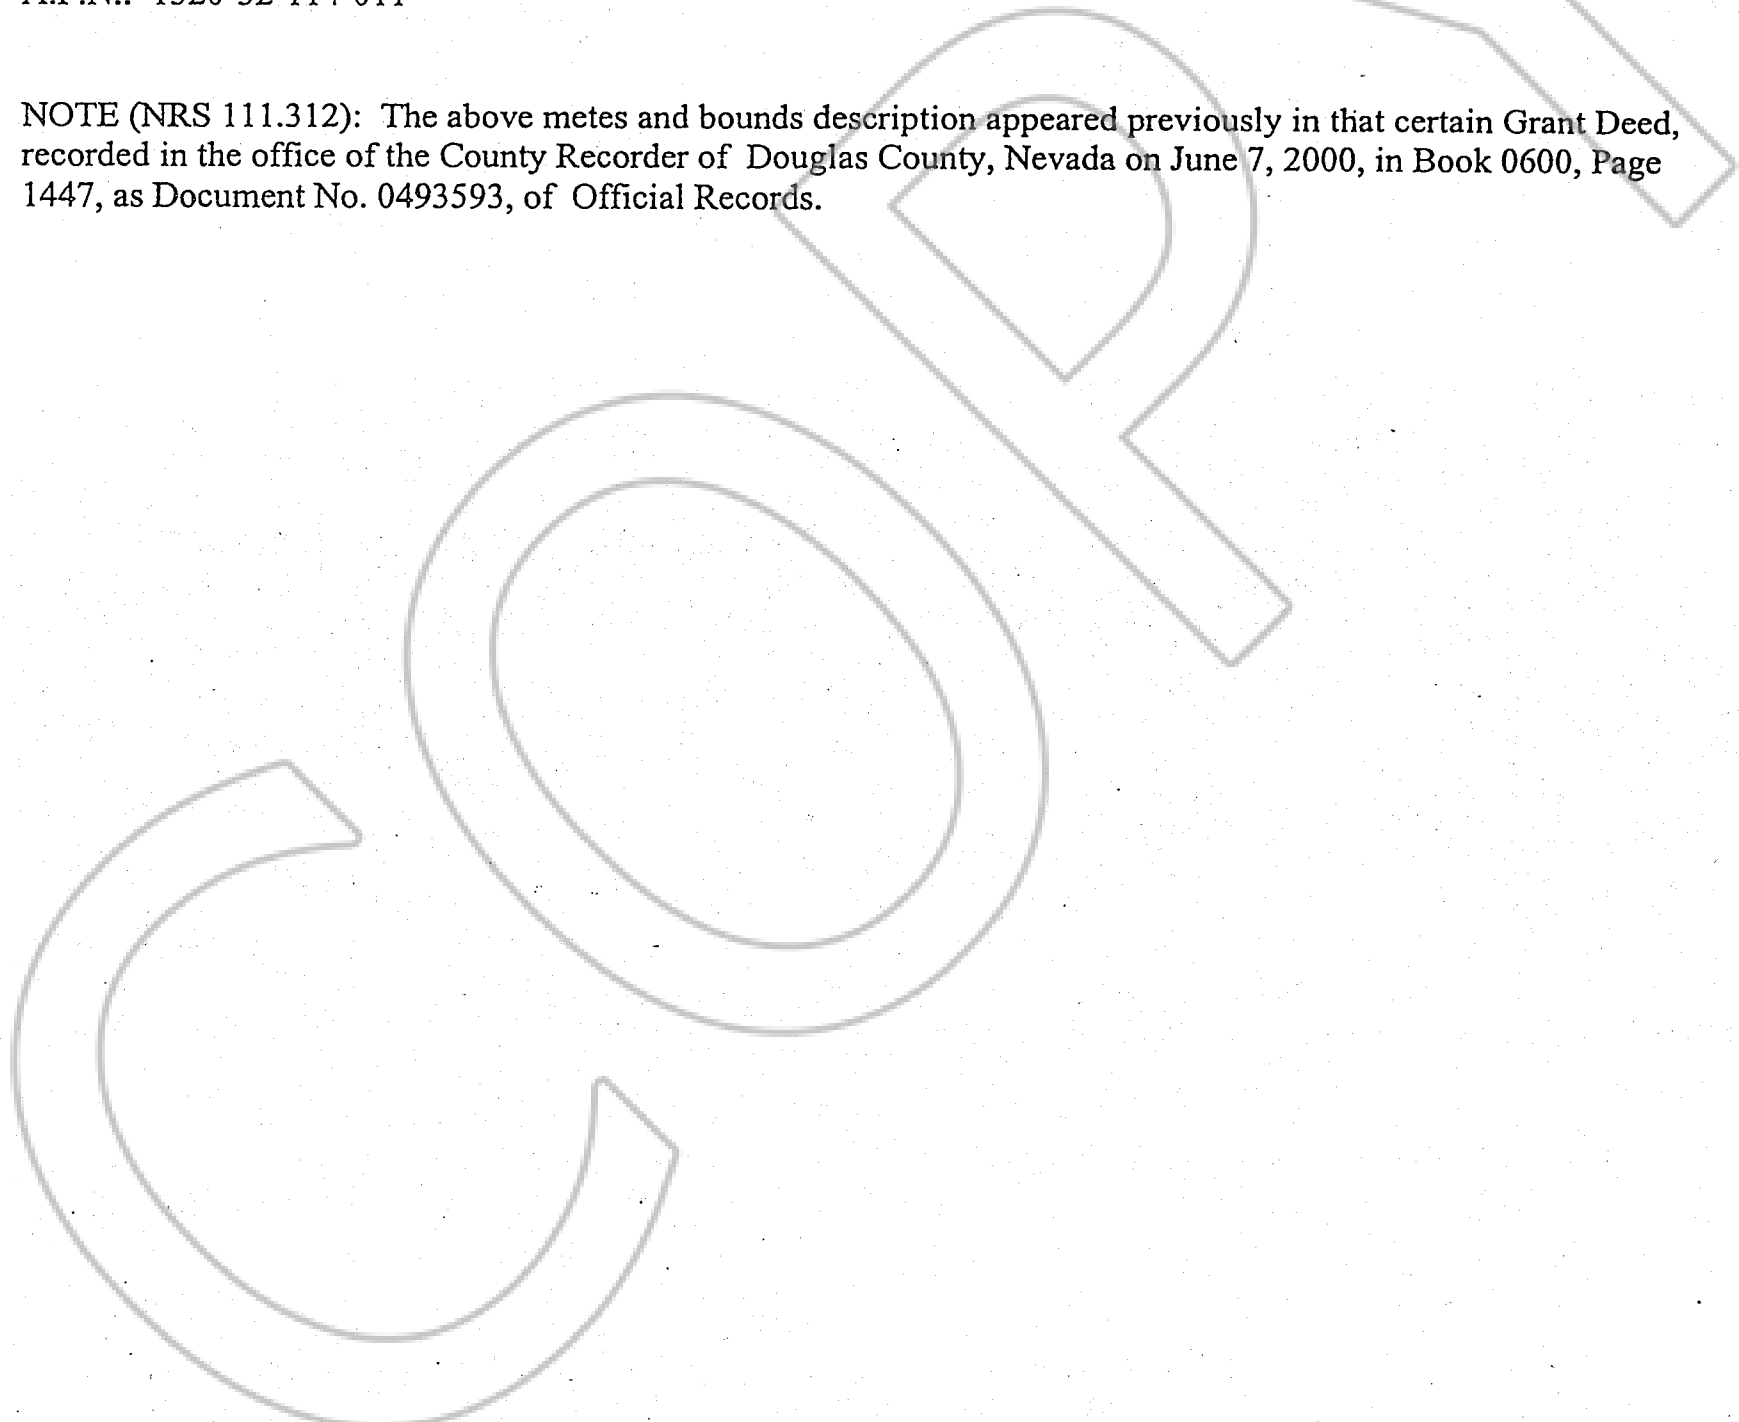 NOTE (NRS 111.312): The above metes and bounds description appeared previously in that certain Grant Deed,
recorded in the office of the County Recorder of Douglas County, Nevada on June 7, 2000, in Book 0600, Page
1447, as Document No. 0493593, of Official Records.
COPY